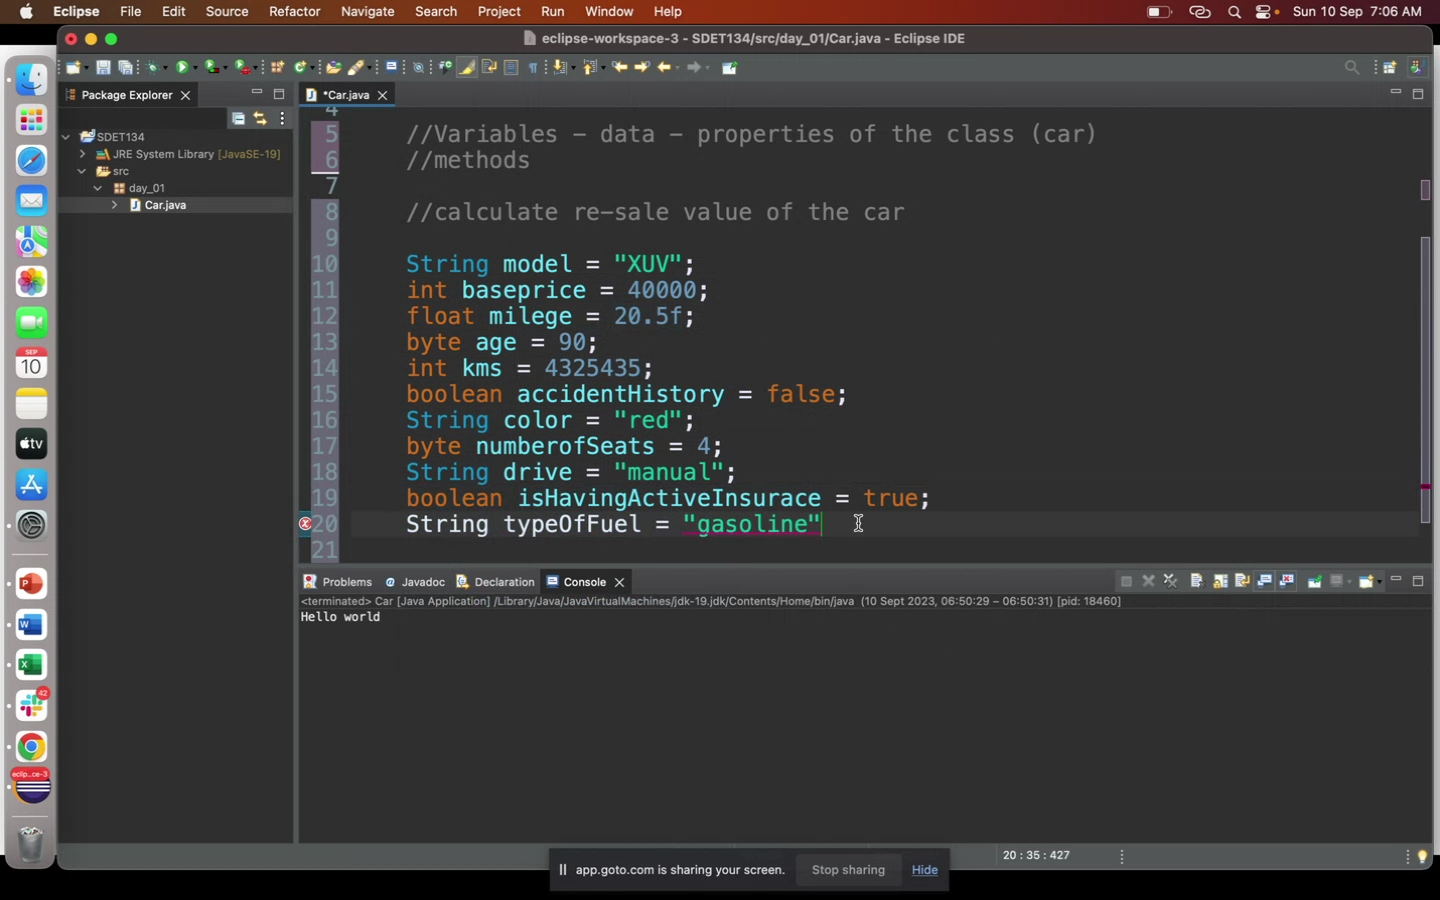 Eclipse File Edit Source Refactor Navigate Search Project Run Window Help Sun 10 Sep 7:06 AM
eclipse-workspace-3 - SDET134/src/day_01/Car.java - Eclipse IDE
Package Explorer
*Car.java
SDET134
JRE System Library [JavaSE-19]
src
day_01
Car.java
4
5 //Variables - data - properties of the class (car)
6 //methods
7
8 //calculate re-sale value of the car
9
10 String model = "XUV";
11 int baseprice = 40000;
12 float milege = 20.5f;
13 byte age = 90;
14 int kms = 4325435;
15 boolean accidentHistory = false;
16 String color = "red";
17 byte numberofSeats = 4;
18 String drive = "manual";
19 boolean isHavingActiveInsurace = true;
20 String typeOfFuel = "gasoline"
21
Problems Javadoc Declaration Console
<terminated> Car [Java Application] /Library/Java/JavaVirtualMachines/jdk-19.jdk/Contents/Home/bin/java (10 Sept 2023, 06:50:29 – 06:50:31) [pid: 18460]
Hello world
SEP
10
tv
42
eclip...ce-3
20 : 35 : 427
app.goto.com is sharing your screen. Stop sharing Hide